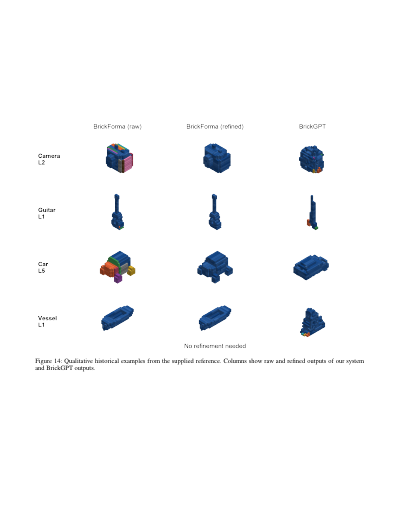 BrickForma (raw) BrickForma (refined) BrickGPT
Camera
L2
Guitar
L1
Car
L5
Vessel
L1
No refinement needed
Figure 14: Qualitative historical examples from the supplied reference. Columns show raw and refined outputs of our system
and BrickGPT outputs.